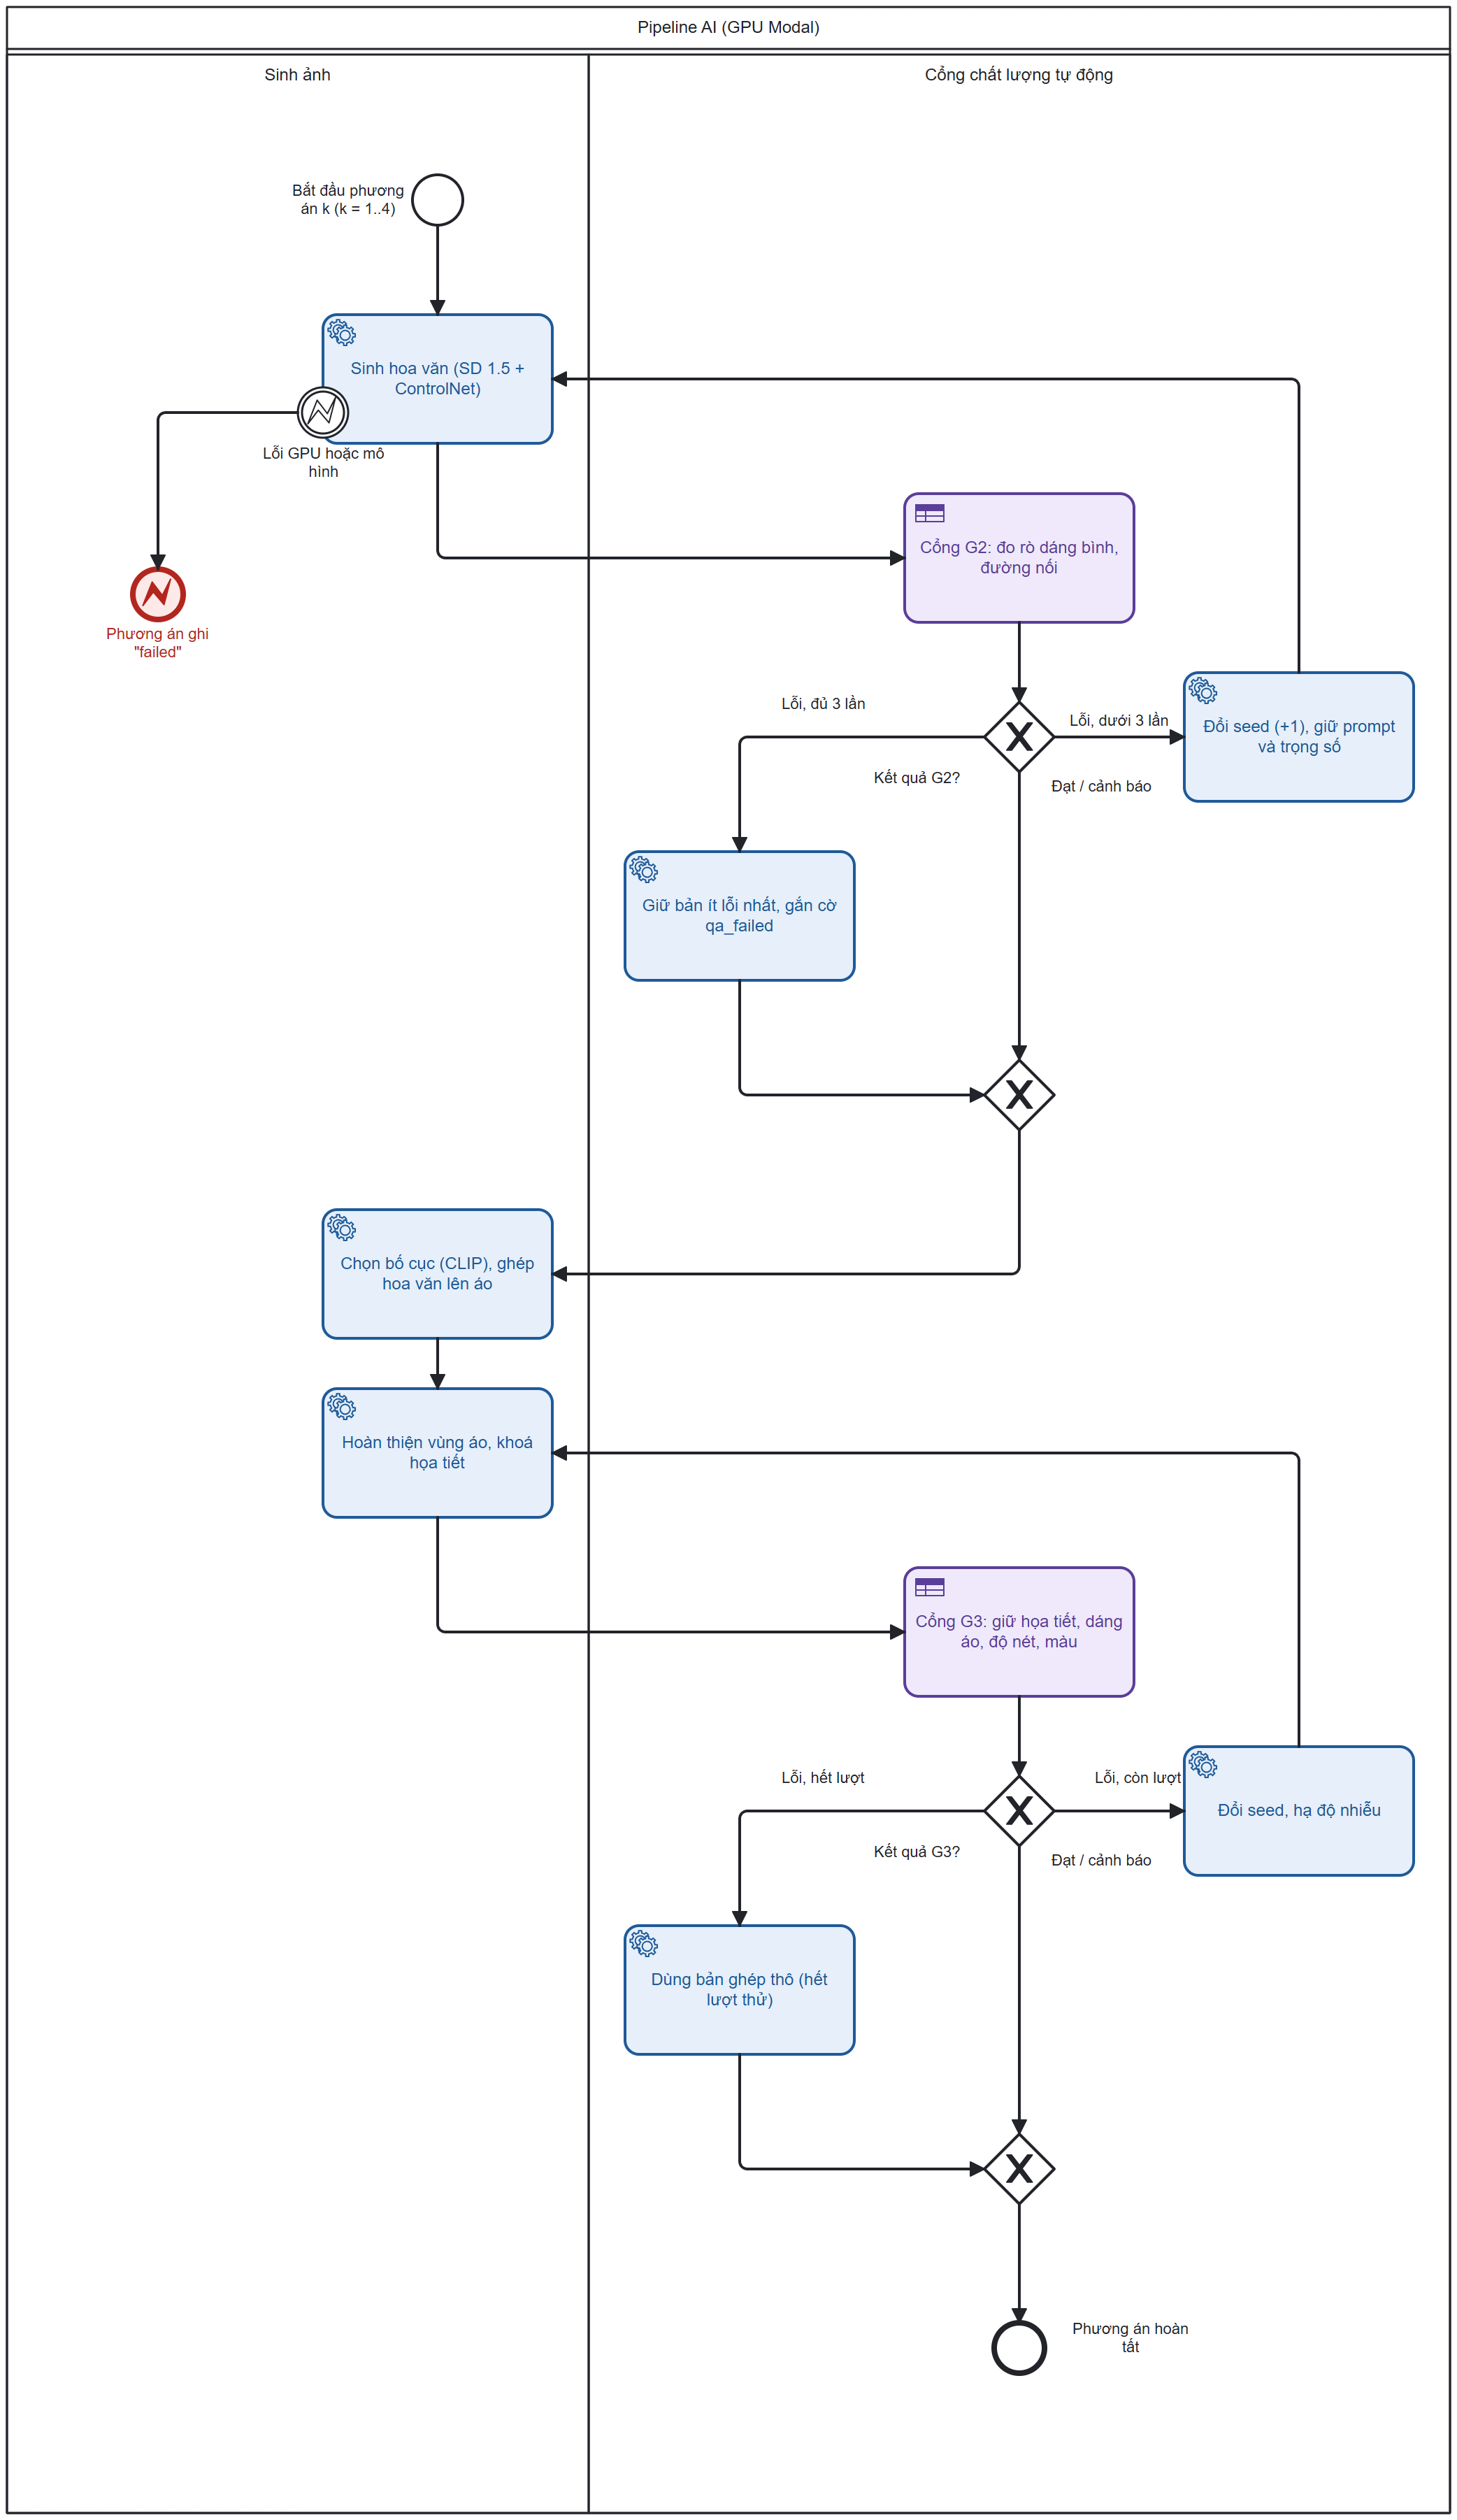 Pipeline AI (GPU Modal)
Sinh ảnh
Cổng chất lượng tự động
Bắt đầu phương
án k (k = 1..4)
Sinh hoa văn (SD 1.5 +
ControlNet)
Lỗi GPU hoặc mô
hình
Cổng G2: đo rò dáng bình,
đường nối
Phương án ghi
"failed"
Lỗi, đủ 3 lần
Lỗi, dưới 3 lần
Đổi seed (+1), giữ prompt
và trọng số
Kết quả G2?
Đạt / cảnh báo
Giữ bản ít lỗi nhất, gắn cờ
qa_failed
Chọn bố cục (CLIP), ghép
hoa văn lên áo
Hoàn thiện vùng áo, khoá
họa tiết
Cổng G3: giữ họa tiết, dáng
áo, độ nét, màu
Lỗi, hết lượt
Lỗi, còn lượt
Đổi seed, hạ độ nhiễu
Kết quả G3?
Đạt / cảnh báo
Dùng bản ghép thô (hết
lượt thử)
Phương án hoàn
tất